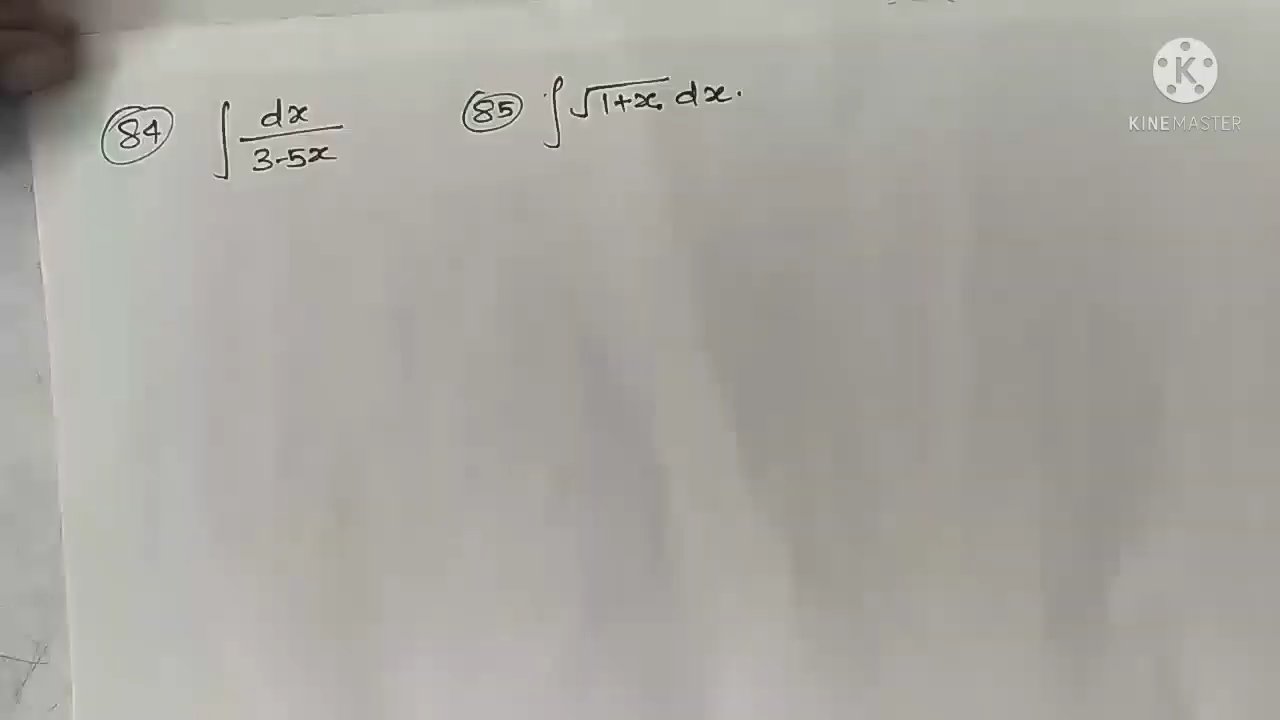 84 ∫ dx / 3-5x
85 ∫ √1+x dx.
KINEMASTER